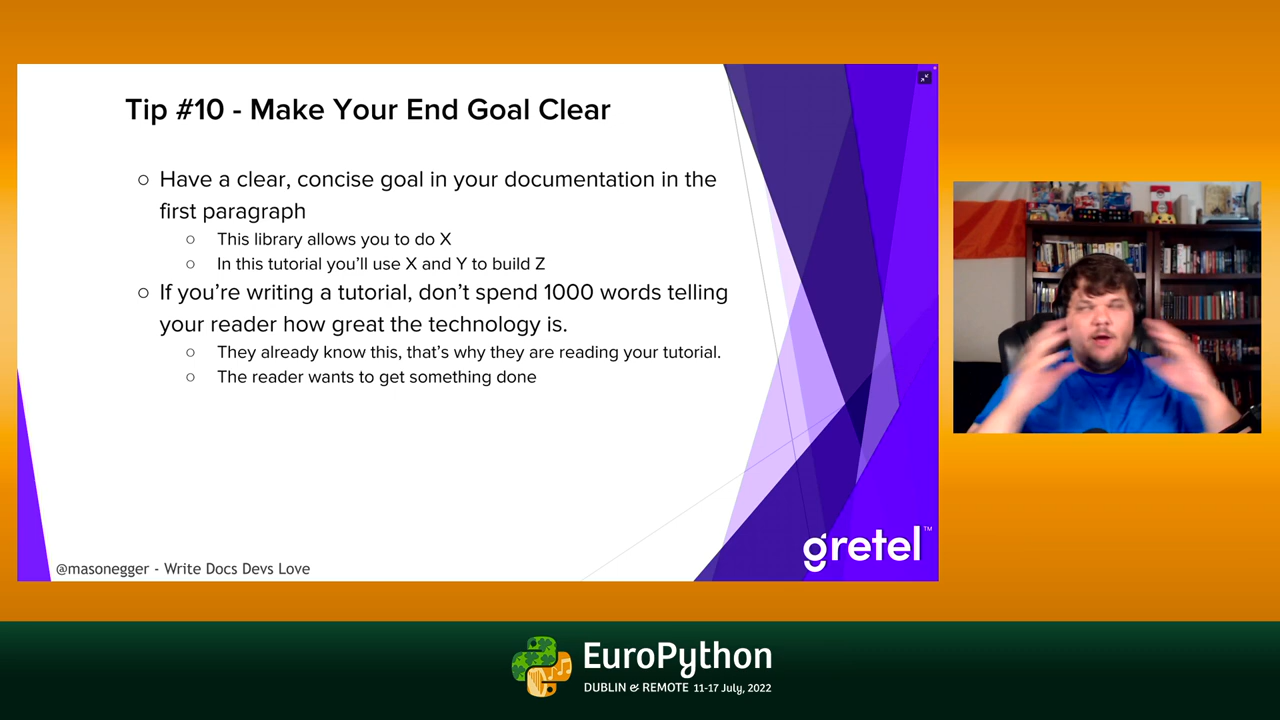 Tip #10 - Make Your End Goal Clear
○ Have a clear, concise goal in your documentation in the
first paragraph
○ This library allows you to do X
○ In this tutorial you’ll use X and Y to build Z
○ If you’re writing a tutorial, don’t spend 1000 words telling
your reader how great the technology is.
○ They already know this, that’s why they are reading your tutorial.
○ The reader wants to get something done
gretel™
@masonegger - Write Docs Devs Love
EuroPython
DUBLIN & REMOTE 11-17 July, 2022